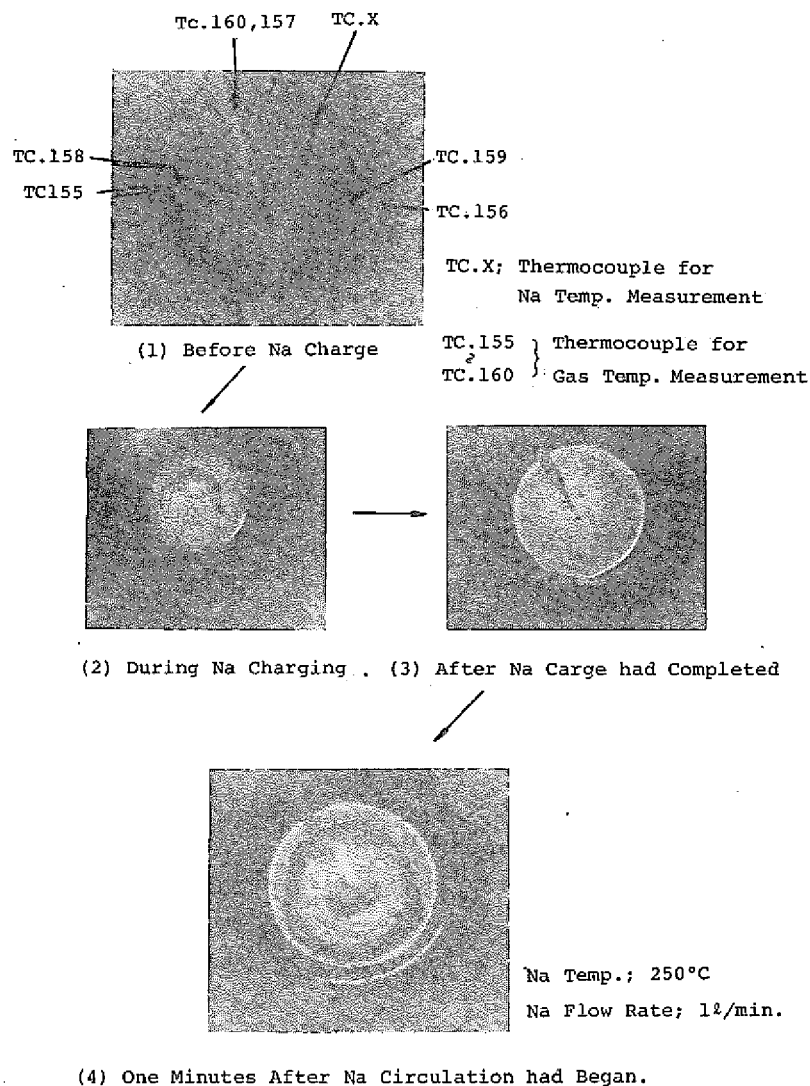 Tc.160,157 TC.X
TC.158
TC155
TC.159
TC.156
TC.X; Thermocouple for
Na Temp. Measurement
(1) Before Na Charge
TC.155 } Thermocouple for
TC.160 } Gas Temp. Measurement
(2) During Na Charging . (3) After Na Carge had Completed
Na Temp.; 250°C
Na Flow Rate; 1ℓ/min.
(4) One Minutes After Na Circulation had Began.